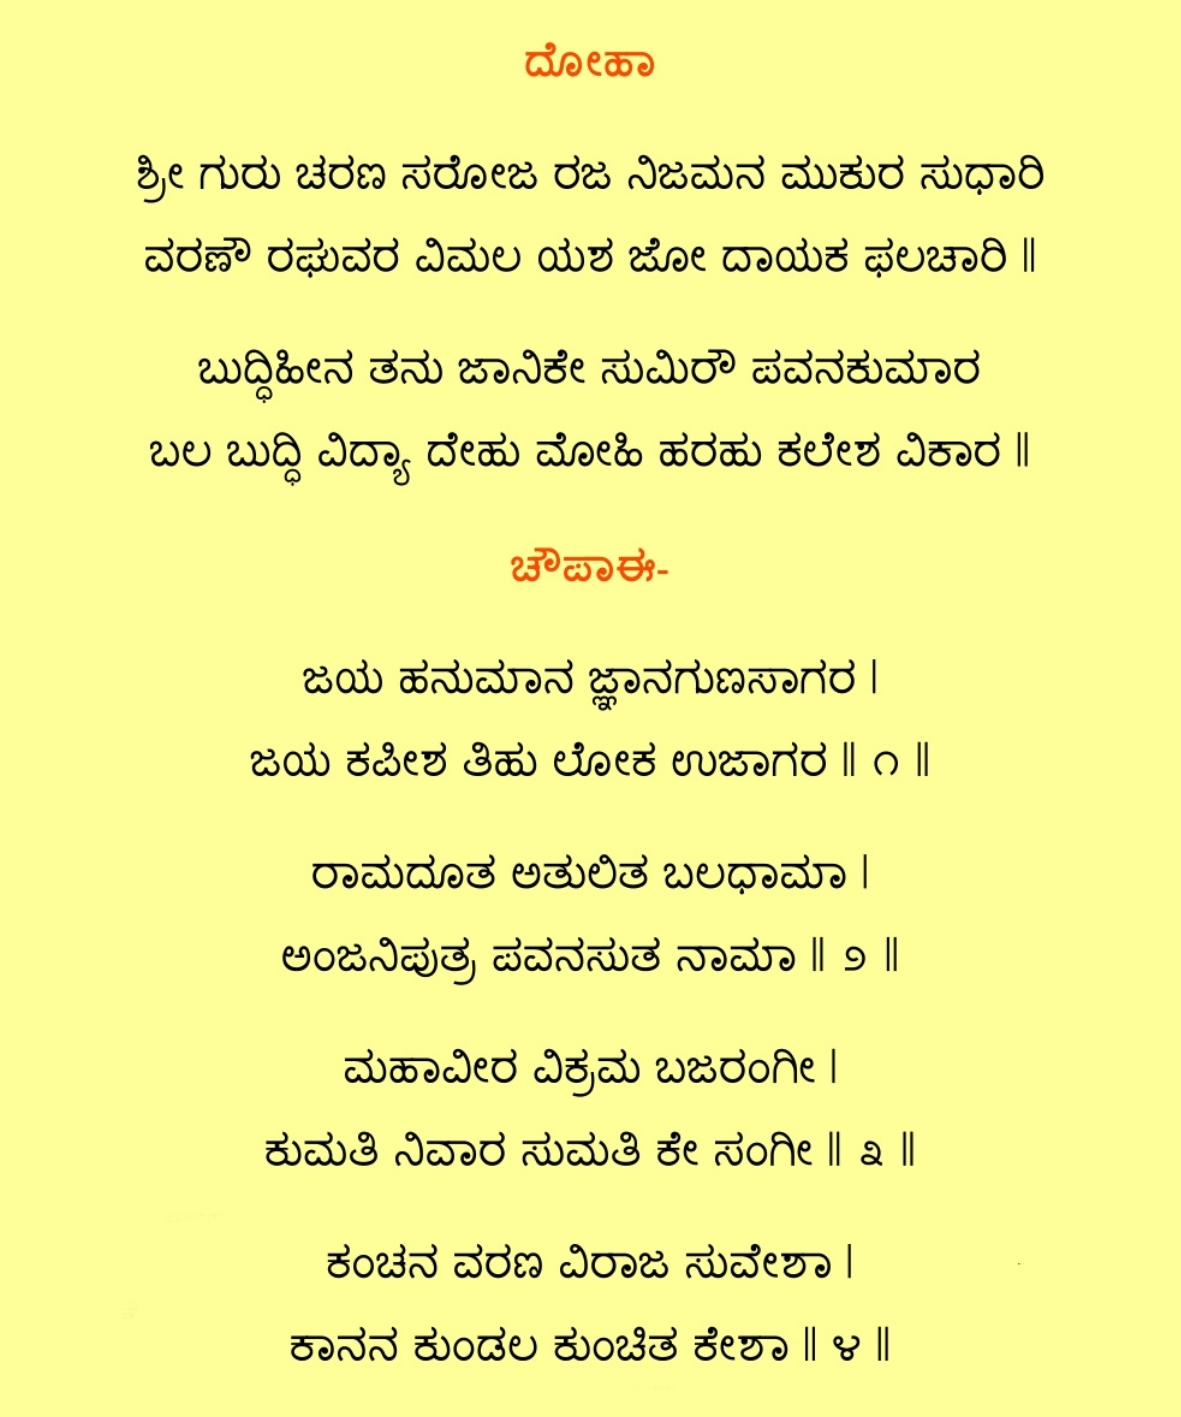 ದೋಹಾ
ಶ್ರೀ ಗುರು ಚರಣ ಸರೋಜ ರಜ ನಿಜಮನ ಮುಕುರ ಸುಧಾರಿ
ವರಣೌ ರಘುವರ ವಿಮಲ ಯಶ ಜೋ ದಾಯಕ ಫಲಚಾರಿ ‖
ಬುದ್ಧಿಹೀನ ತನು ಜಾನಿಕೇ ಸುಮಿರೌ ಪವನಕುಮಾರ
ಬಲ ಬುದ್ಧಿ ವಿದ್ಯಾ ದೇಹು ಮೋಹಿ ಹರಹು ಕಲೇಶ ವಿಕಾರ ‖
ಚೌಪಾಈ-
ಜಯ ಹನುಮಾನ ಜ್ಞಾನಗುಣಸಾಗರ |
ಜಯ ಕಪೀಶ ತಿಹು ಲೋಕ ಉಜಾಗರ ‖ ೧ ‖
ರಾಮದೂತ ಅತುಲಿತ ಬಲಧಾಮಾ |
ಅಂಜನಿಪುತ್ರ ಪವನಸುತ ನಾಮಾ ‖ ೨ ‖
ಮಹಾವೀರ ವಿಕ್ರಮ ಬಜರಂಗೀ |
ಕುಮತಿ ನಿವಾರ ಸುಮತಿ ಕೇ ಸಂಗೀ ‖ ೩ ‖
ಕಂಚನ ವರಣ ವಿರಾಜ ಸುವೇಶಾ |
ಕಾನನ ಕುಂಡಲ ಕುಂಚಿತ ಕೇಶಾ ‖ ೪ ‖